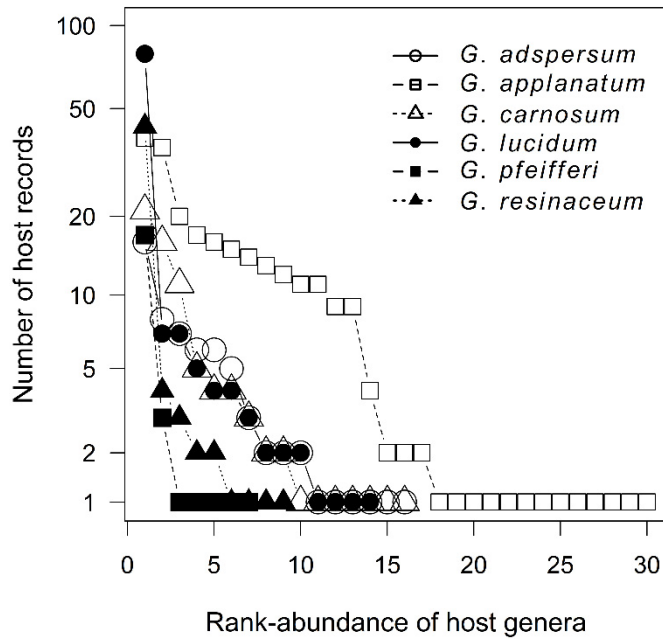 100
50
20
10
5
2
1
Number of host records
G. adspersum
G. applanatum
G. carnosum
G. lucidum
G. pfeifferi
G. resinaceum
0 5 10 15 20 25 30
Rank-abundance of host genera